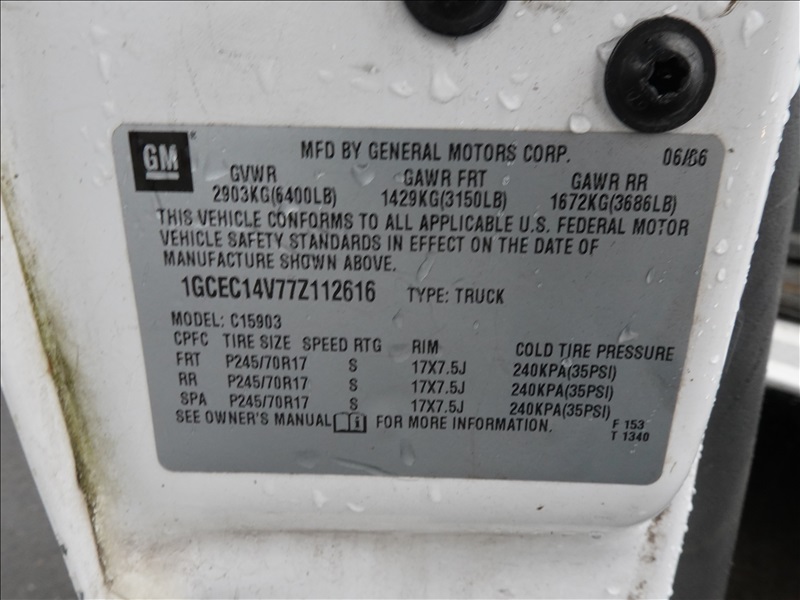 GM ®
MFD BY GENERAL MOTORS CORP. 06/06
GVWR GAWR FRT GAWR RR
2903KG(6400LB) 1429KG(3150LB) 1672KG(3686LB)
THIS VEHICLE CONFORMS TO ALL APPLICABLE U.S. FEDERAL MOTOR
VEHICLE SAFETY STANDARDS IN EFFECT ON THE DATE OF
MANUFACTURE SHOWN ABOVE.
1GCEC14V77Z112616 TYPE: TRUCK
MODEL: C15903
CPFC TIRE SIZE SPEED RTG RIM COLD TIRE PRESSURE
FRT P245/70R17 S 17X7.5J 240KPA(35PSI)
RR P245/70R17 S 17X7.5J 240KPA(35PSI)
SPA P245/70R17 S 17X7.5J 240KPA(35PSI)
SEE OWNER'S MANUAL i FOR MORE INFORMATION.
F 153
T 1340